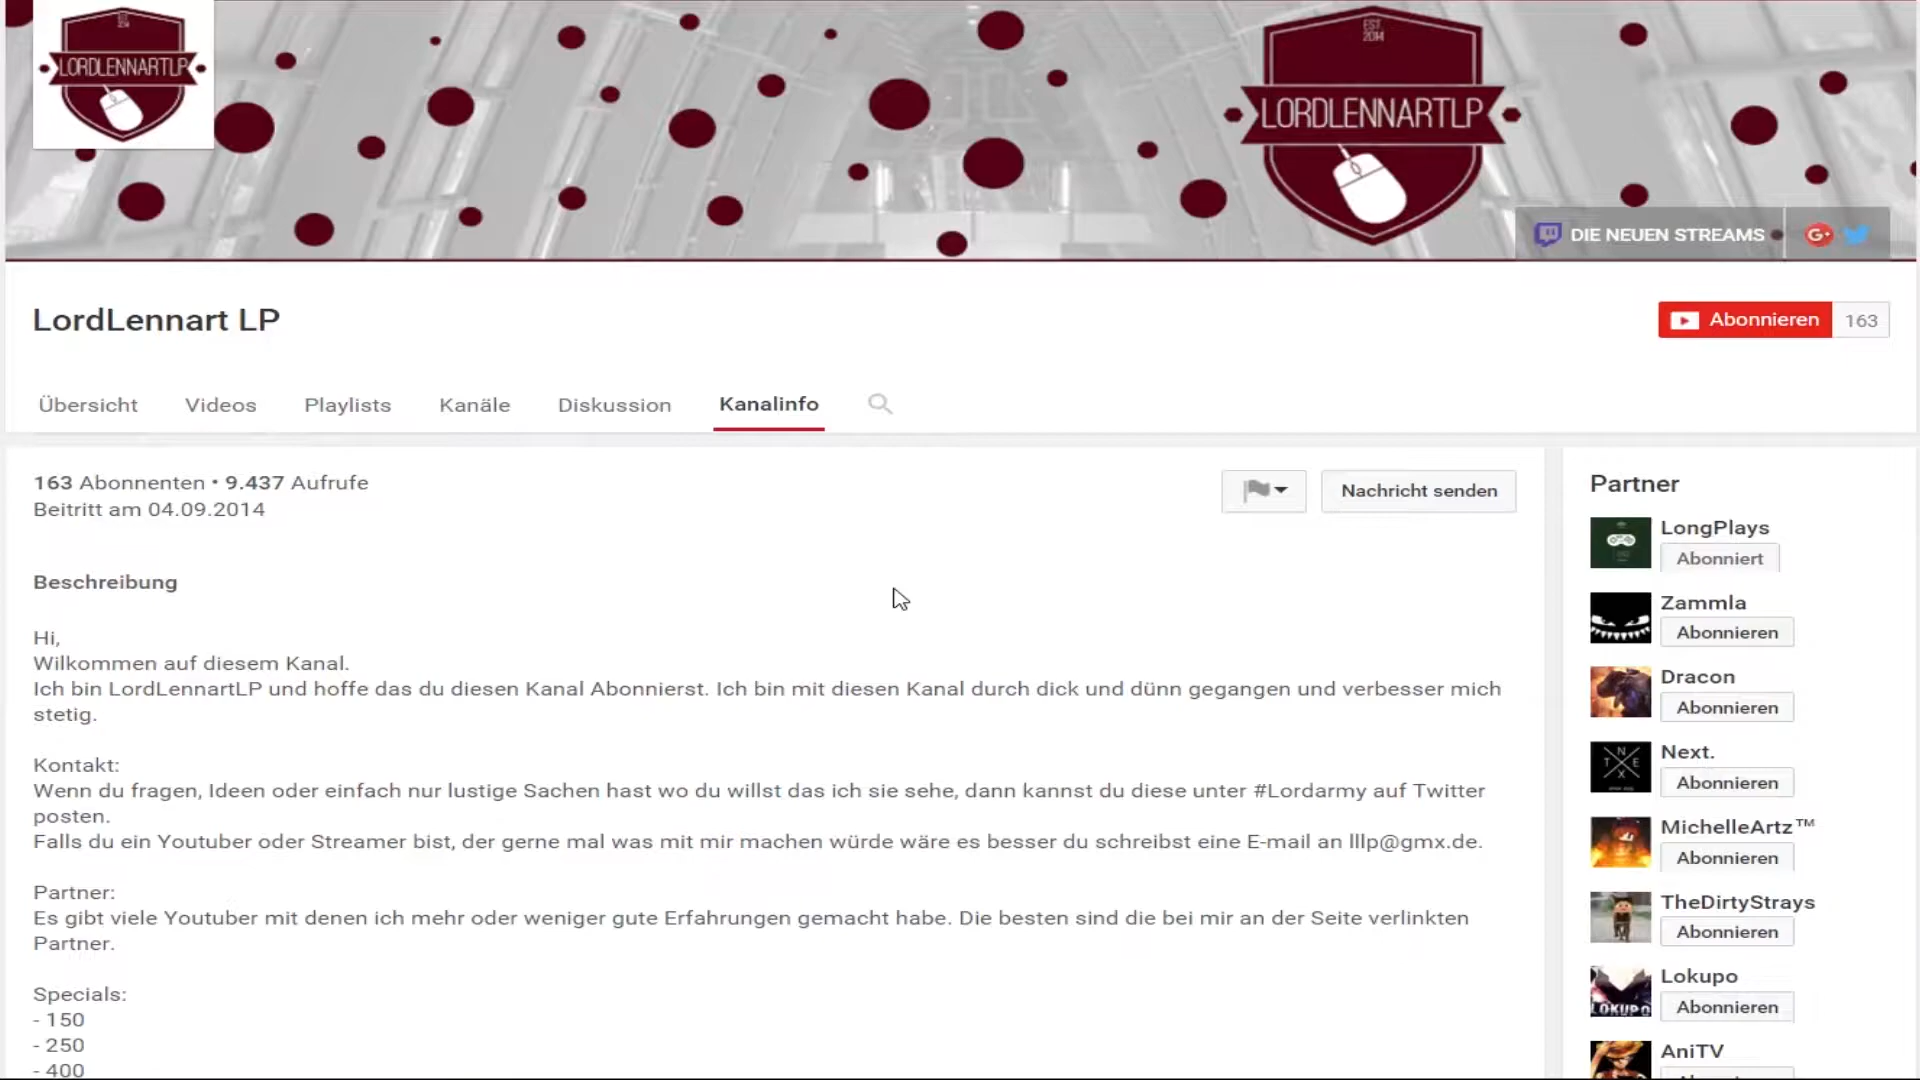 LORDLENNARTLP
EST
2014
LORDLENNARTLP
DIE NEUEN STREAMS
LordLennart LP
Abonnieren 163
Übersicht Videos Playlists Kanäle Diskussion Kanalinfo
163 Abonnenten • 9.437 Aufrufe
Beitritt am 04.09.2014
Nachricht senden
Beschreibung
Hi,
Wilkommen auf diesem Kanal.
Ich bin LordLennartLP und hoffe das du diesen Kanal Abonnierst. Ich bin mit diesen Kanal durch dick und dünn gegangen und verbesser mich
stetig.
Kontakt:
Wenn du fragen, Ideen oder einfach nur lustige Sachen hast wo du willst das ich sie sehe, dann kannst du diese unter #Lordarmy auf Twitter
posten.
Falls du ein Youtuber oder Streamer bist, der gerne mal was mit mir machen würde wäre es besser du schreibst eine E-mail an lllp@gmx.de.
Partner:
Es gibt viele Youtuber mit denen ich mehr oder weniger gute Erfahrungen gemacht habe. Die besten sind die bei mir an der Seite verlinkten
Partner.
Specials:
- 150
- 250
- 400
Partner
LongPlays
Abonniert
Zammla
Abonnieren
Dracon
Abonnieren
Next.
Abonnieren
MichelleArtz™
Abonnieren
TheDirtyStrays
Abonnieren
Lokupo
Abonnieren
AniTV